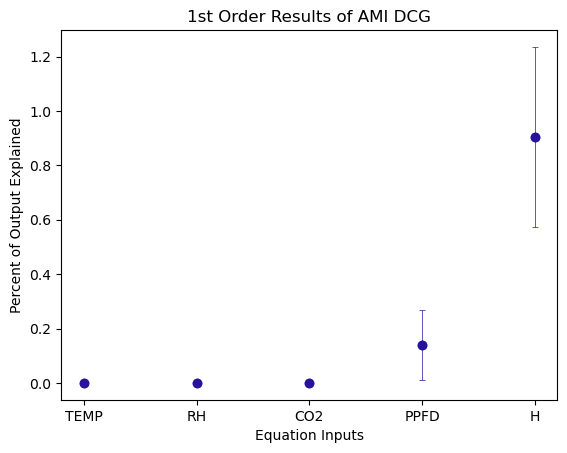 1st Order Results of AMI DCG
Percent of Output Explained
1.2
1.0
0.8
0.6
0.4
0.2
0.0
TEMP RH CO2 PPFD H
Equation Inputs